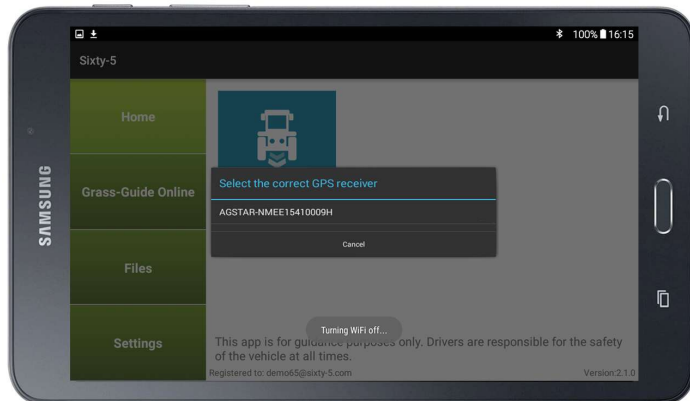 SAMSUNG
100% 16:15
Sixty-5
Home
Grass-Guide Online
Files
Settings
Select the correct GPS receiver
AGSTAR-NMEE15410009H
Cancel
Turning WiFi off...
This app is for guidance purposes only. Drivers are responsible for the safety
of the vehicle at all times.
Registered to: demo65@sixty-5.com
Version:2.1.0